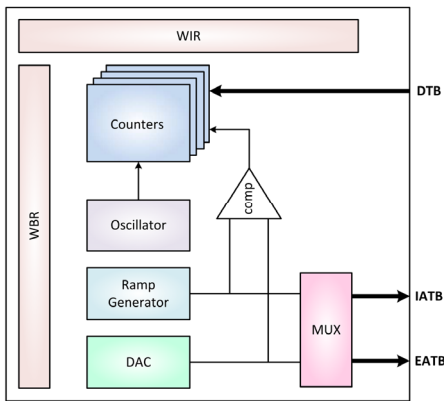 WIR
WBR
Counters
DTB
comp
Oscillator
Ramp
Generator
MUX
IATB
DAC
EATB